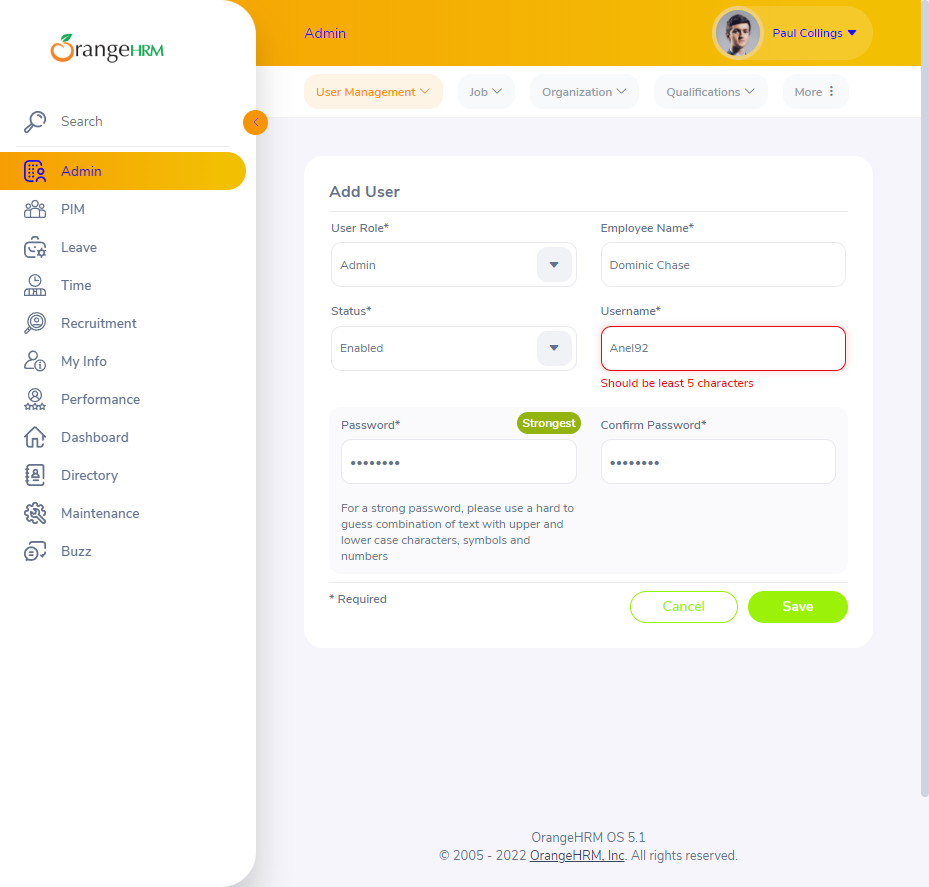 OrangeHRM
Search
Admin
PIM
Leave
Time
Recruitment
My Info
Performance
Dashboard
Directory
Maintenance
Buzz
Admin
Paul Collings
User Management
Job
Organization
Qualifications
More
Add User
User Role*
Employee Name*
Admin
Dominic Chase
Status*
Username*
Enabled
Anel92
Should be least 5 characters
Password*
Strongest
Confirm Password*
••••••••
••••••••
For a strong password, please use a hard to
guess combination of text with upper and
lower case characters, symbols and
numbers
* Required
Cancel
Save
OrangeHRM OS 5.1
© 2005 - 2022 OrangeHRM, Inc. All rights reserved.